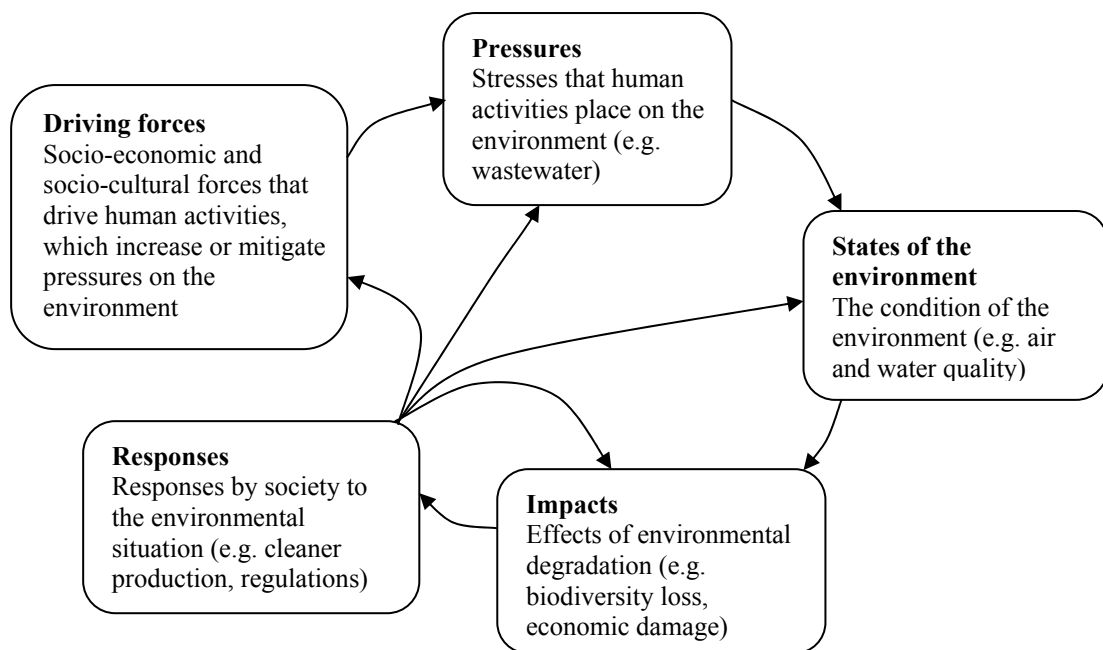 Pressures
Stresses that human
activities place on the
environment (e.g.
wastewater)
Driving forces
Socio-economic and
socio-cultural forces that
drive human activities,
which increase or mitigate
pressures on the
environment
States of the
environment
The condition of the
environment (e.g. air
and water quality)
Responses
Responses by society to
the environmental
situation (e.g. cleaner
production, regulations)
Impacts
Effects of environmental
degradation (e.g.
biodiversity loss,
economic damage)